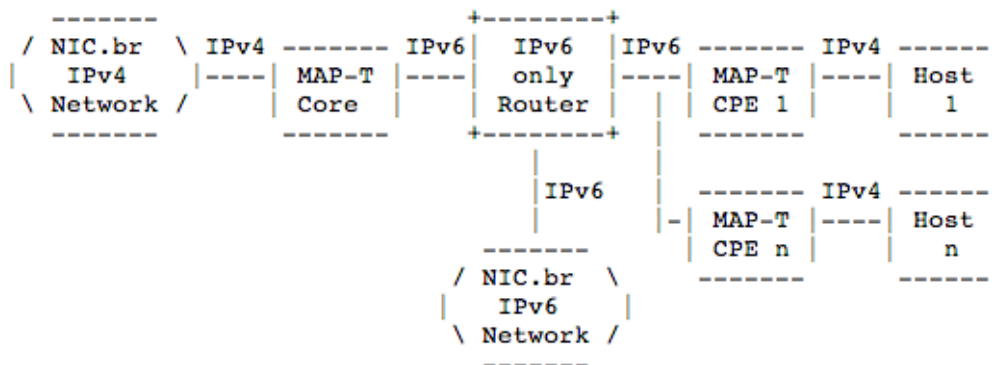 / NIC.br \ IPv4 ------- IPv6| IPv6 |IPv6 ------- IPv4 ------
| IPv4 |----| MAP-T |----| only |----| MAP-T |----| Host
\ Network / | Core | | Router | | | CPE 1 | | 1
IPv6 ------- IPv4 ------
|-| MAP-T |----| Host
| CPE n | | n
/ NIC.br \
| IPv6 |
\ Network /